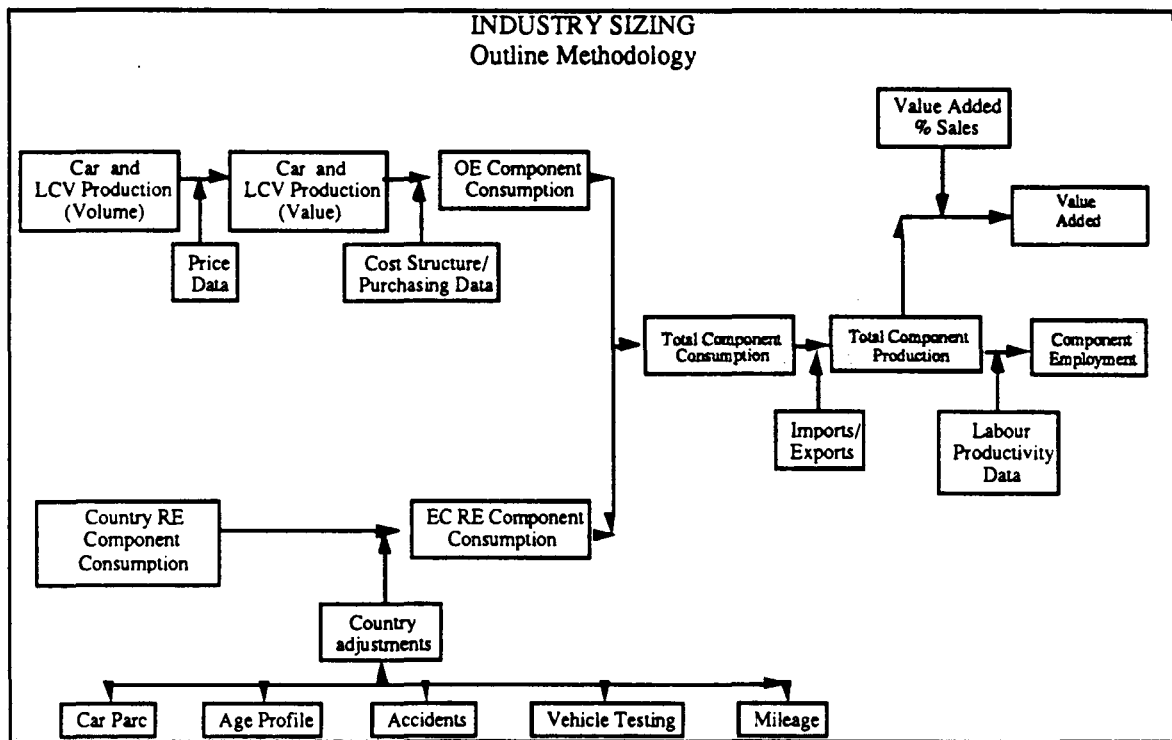 INDUSTRY SIZING
Outline Methodology
Value Added
% Sales
Car and
LCV Production
(Volume)
Car and
LCV Production
(Value)
OE Component
Consumption
Value
Added
Price
Data
Cost Structure/
Purchasing Data
Total Component
Consumption
Total Component
Production
Component
Employment
Imports/
Exports
Labour
Productivity
Data
Country RE
Component
Consumption
EC RE Component
Consumption
Country
adjustments
Car Parc
Age Profile
Accidents
Vehicle Testing
Mileage